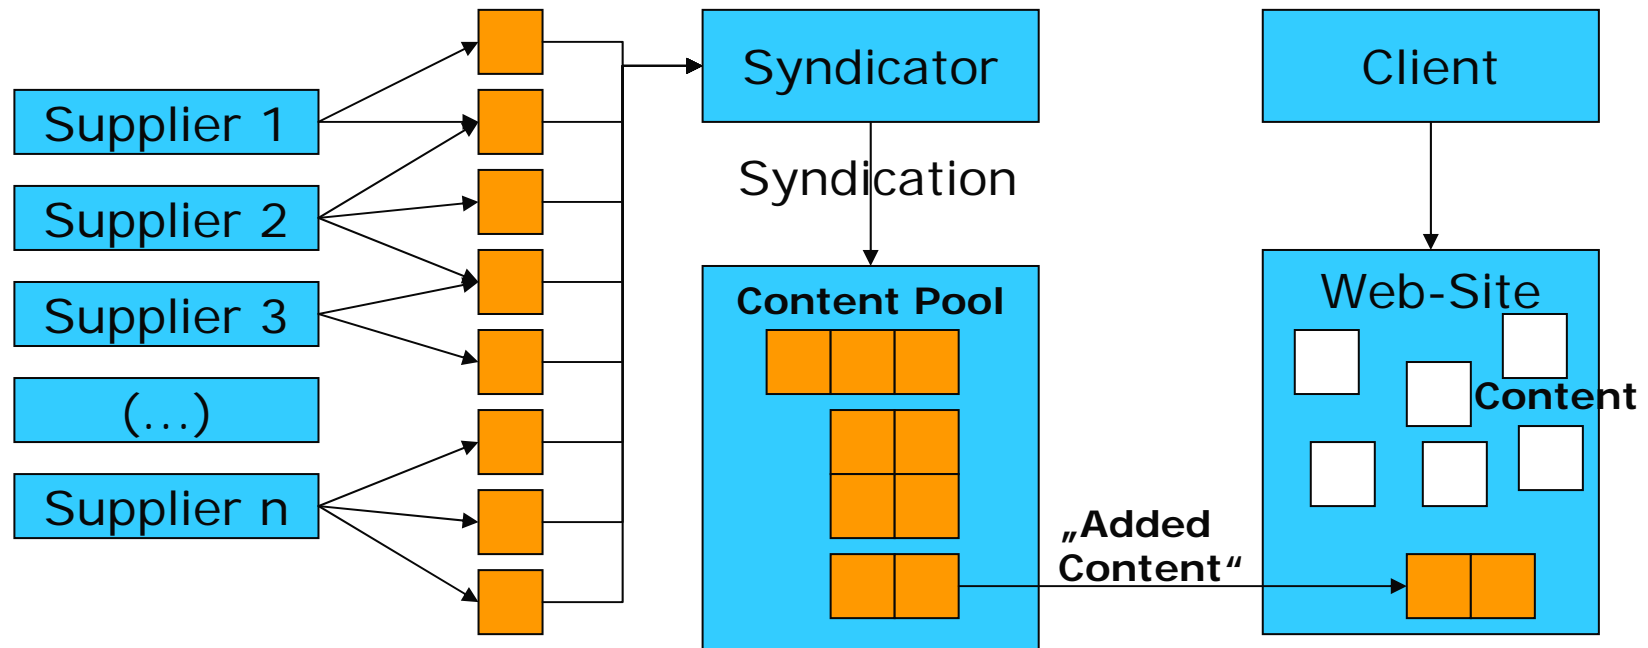 Supplier 1
Supplier 2
Supplier 3
(...)
Supplier n
Syndicator
Syndication
Content Pool
„Added
Content“
Client
Web-Site
Content